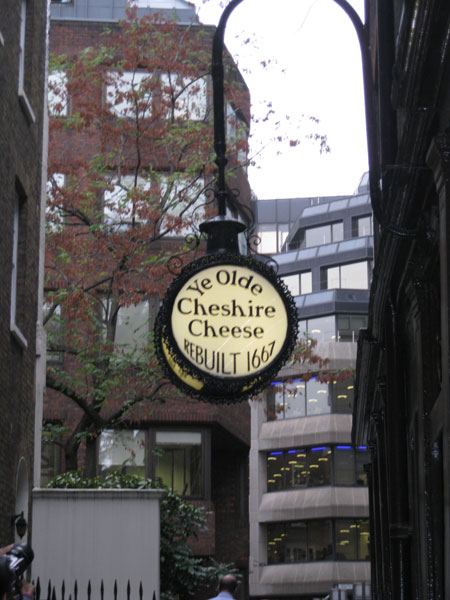 Ye Olde
Cheshire
Cheese
REBUILT 1667